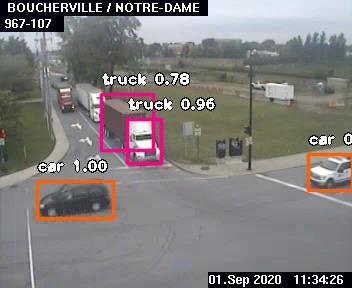 BOUCHERVILLE / NOTRE-DAME
967-107
truck 0.78
truck 0.96
car 0
car 1.00
01.Sep 2020 11:34:26